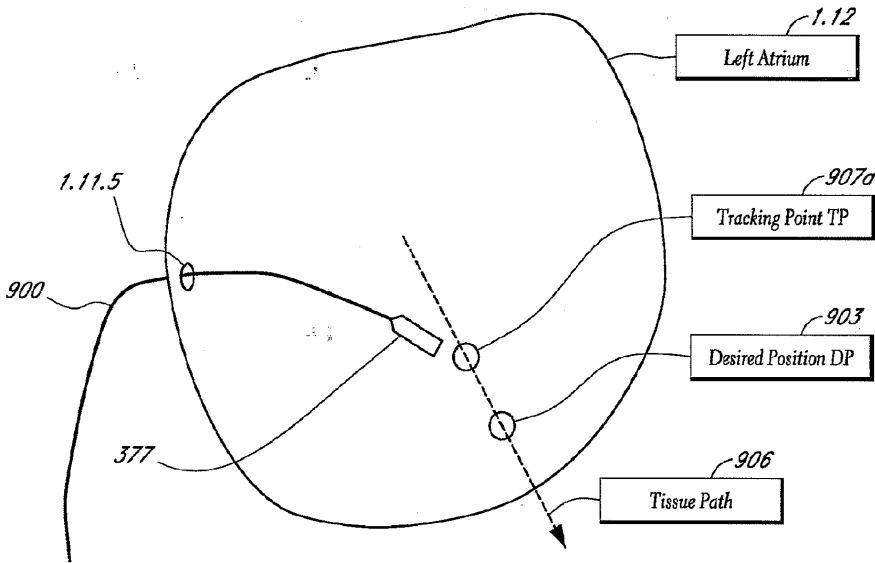 1.12
Left Atrium
1.11.5
907a
Tracking Point TP
900
903
Desired Position DP
377
906
Tissue Path